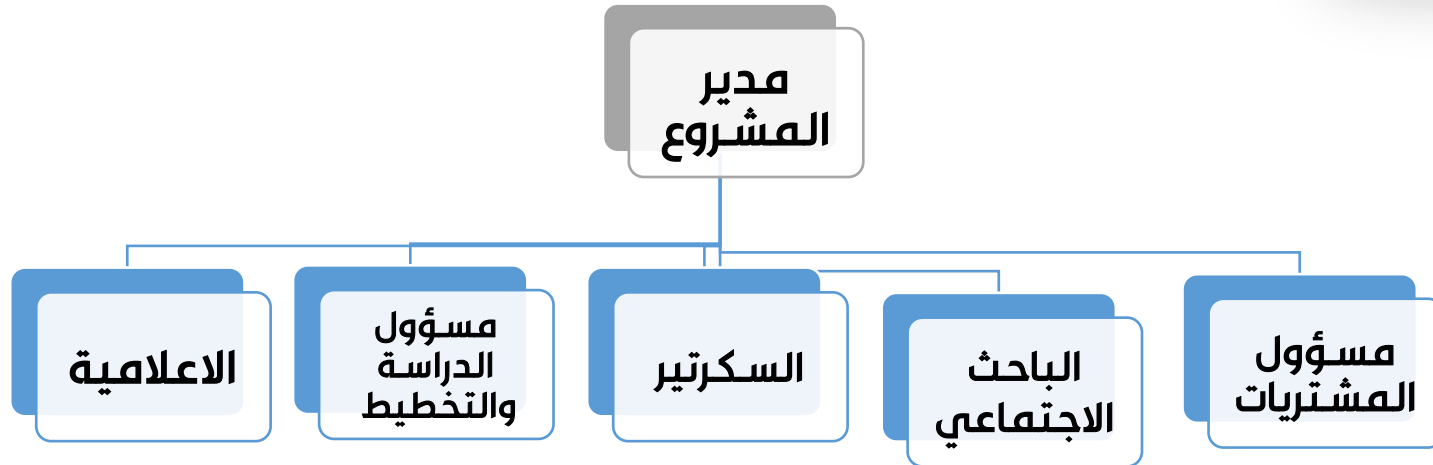 مدير
المشروع
مسؤول
المشتريات
الباحث
الاجتماعي
السكرتير
مسؤول
الدراسة
والتخطيط
الاعلامية